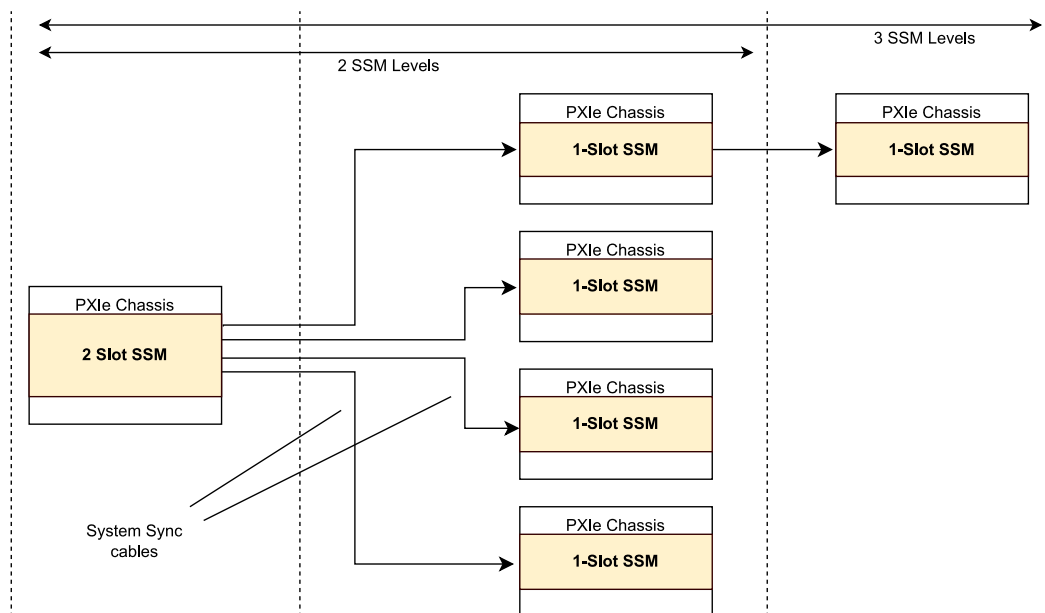 3 SSM Levels
2 SSM Levels
PXIe Chassis
1-Slot SSM
PXIe Chassis
1-Slot SSM
PXIe Chassis
1-Slot SSM
PXIe Chassis
2 Slot SSM
PXIe Chassis
1-Slot SSM
System Sync
cables
PXIe Chassis
1-Slot SSM